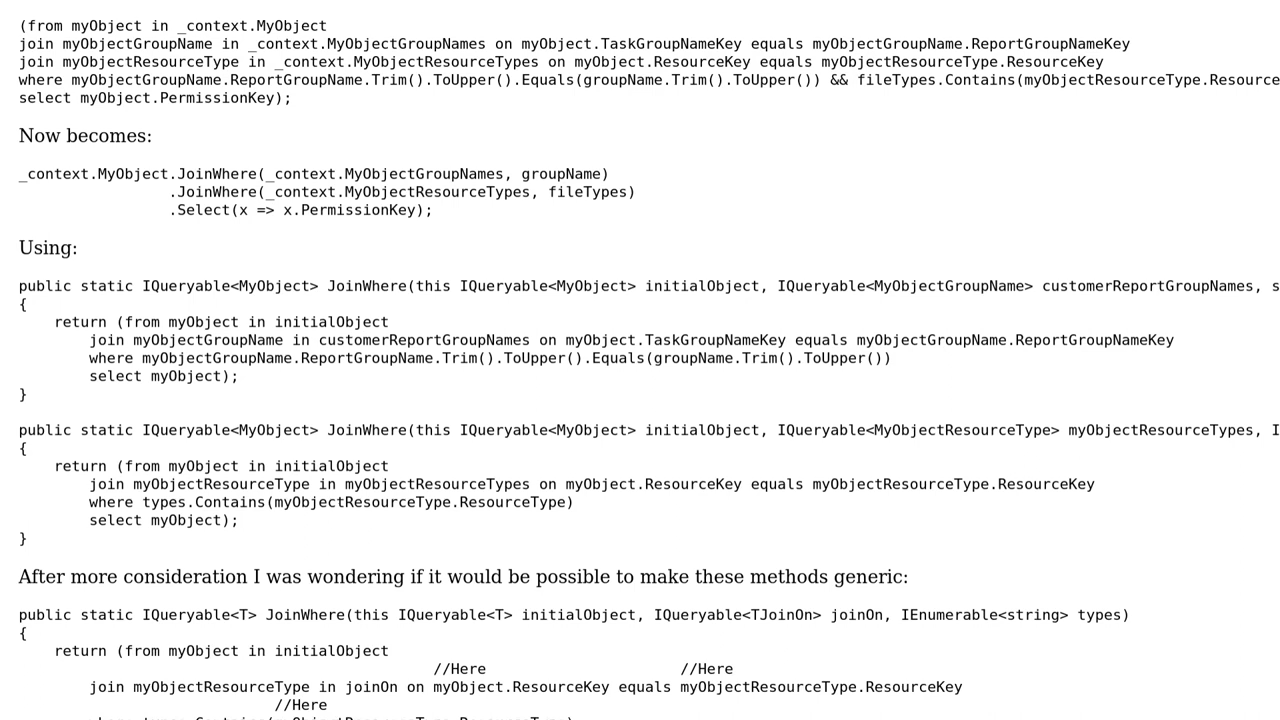 (from myObject in _context.MyObject
join myObjectGroupName in _context.MyObjectGroupNames on myObject.TaskGroupNameKey equals myObjectGroupName.ReportGroupNameKey
join myObjectResourceType in _context.MyObjectResourceTypes on myObject.ResourceKey equals myObjectResourceType.ResourceKey
where myObjectGroupName.ReportGroupName.Trim().ToUpper().Equals(groupName.Trim().ToUpper()) && fileTypes.Contains(myObjectResourceType.Resource
select myObject.PermissionKey);
Now becomes:
_context.MyObject.JoinWhere(_context.MyObjectGroupNames, groupName)
.JoinWhere(_context.MyObjectResourceTypes, fileTypes)
.Select(x => x.PermissionKey);
Using:
public static IQueryable<MyObject> JoinWhere(this IQueryable<MyObject> initialObject, IQueryable<MyObjectGroupName> customerReportGroupNames, s
{
return (from myObject in initialObject
join myObjectGroupName in customerReportGroupNames on myObject.TaskGroupNameKey equals myObjectGroupName.ReportGroupNameKey
where myObjectGroupName.ReportGroupName.Trim().ToUpper().Equals(groupName.Trim().ToUpper())
select myObject);
}
public static IQueryable<MyObject> JoinWhere(this IQueryable<MyObject> initialObject, IQueryable<MyObjectResourceType> myObjectResourceTypes, I
{
return (from myObject in initialObject
join myObjectResourceType in myObjectResourceTypes on myObject.ResourceKey equals myObjectResourceType.ResourceKey
where types.Contains(myObjectResourceType.ResourceType)
select myObject);
}
After more consideration I was wondering if it would be possible to make these methods generic:
public static IQueryable<T> JoinWhere(this IQueryable<T> initialObject, IQueryable<TJoinOn> joinOn, IEnumerable<string> types)
{
return (from myObject in initialObject
//Here //Here
join myObjectResourceType in joinOn on myObject.ResourceKey equals myObjectResourceType.ResourceKey
//Here